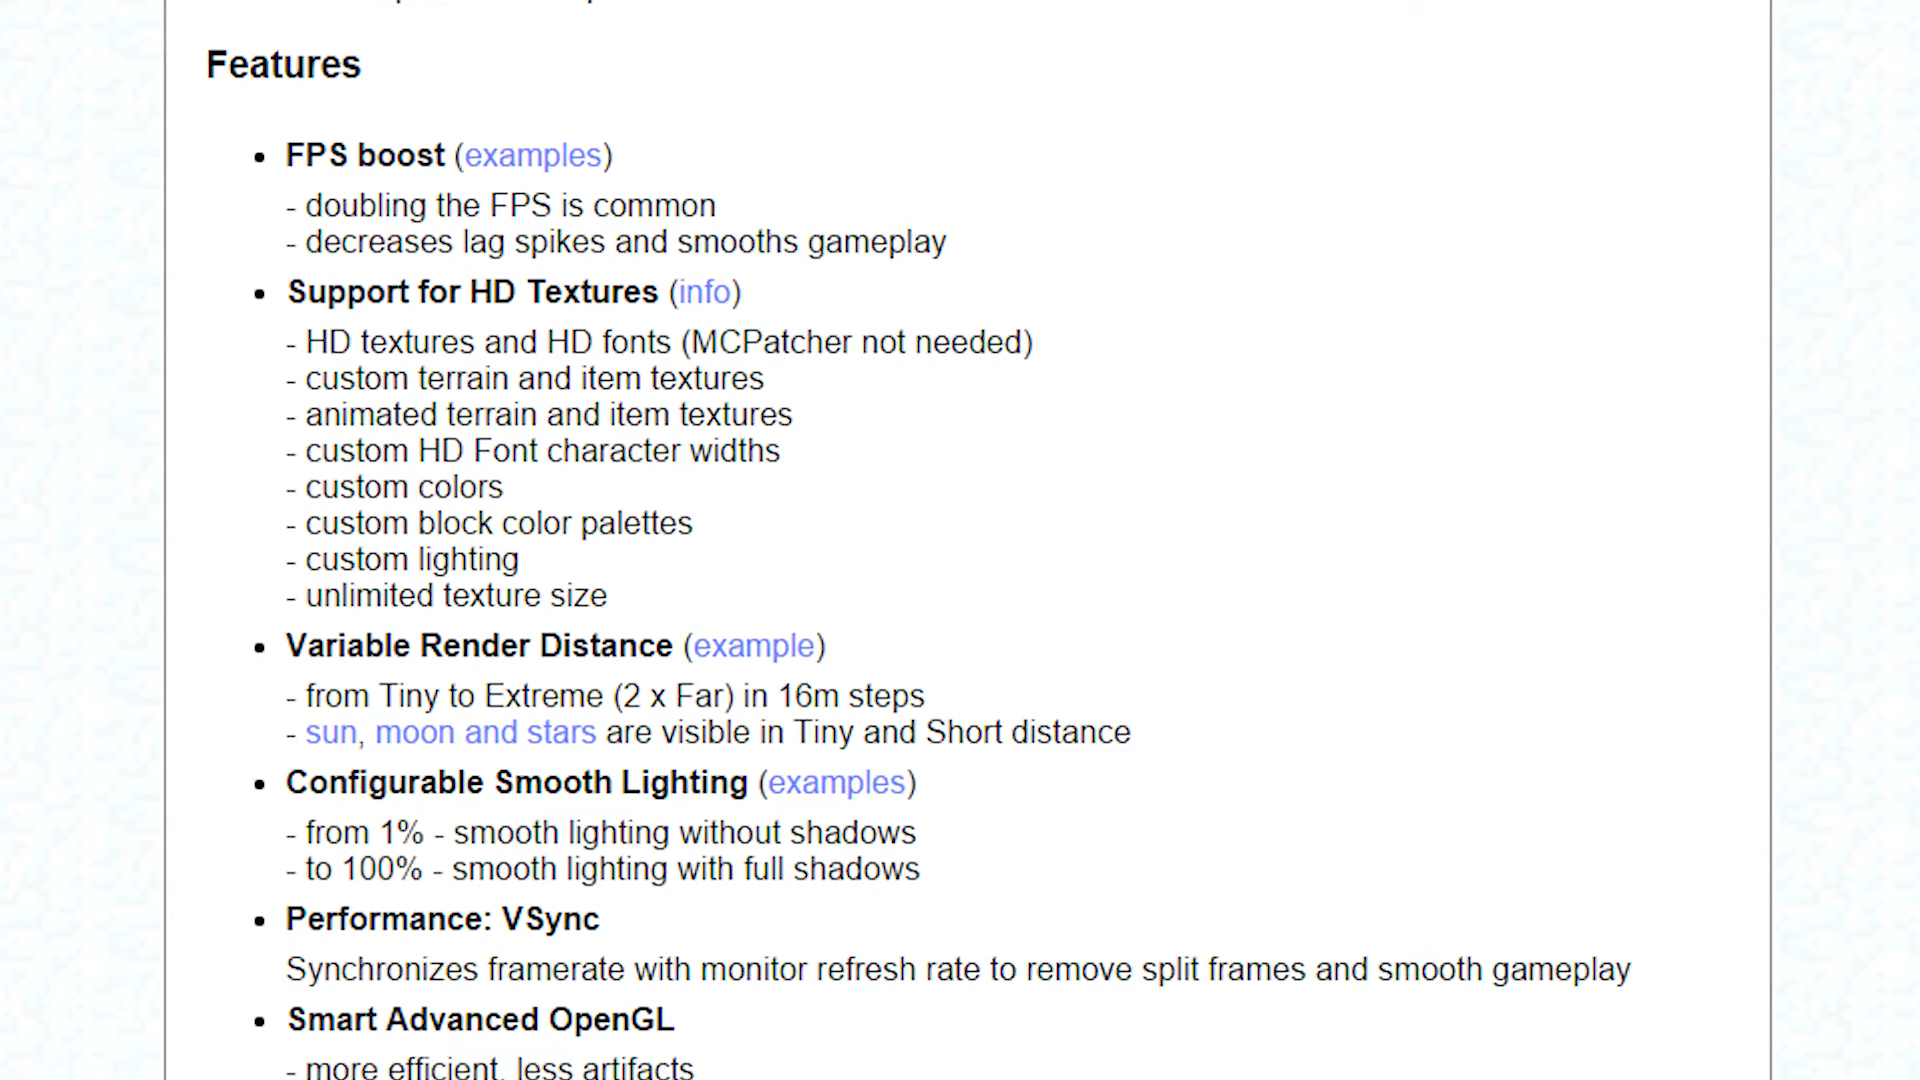 Features
• FPS boost (examples)
- doubling the FPS is common
- decreases lag spikes and smooths gameplay
• Support for HD Textures (info)
- HD textures and HD fonts (MCPatcher not needed)
- custom terrain and item textures
- animated terrain and item textures
- custom HD Font character widths
- custom colors
- custom block color palettes
- custom lighting
- unlimited texture size
• Variable Render Distance (example)
- from Tiny to Extreme (2 x Far) in 16m steps
- sun, moon and stars are visible in Tiny and Short distance
• Configurable Smooth Lighting (examples)
- from 1% - smooth lighting without shadows
- to 100% - smooth lighting with full shadows
• Performance: VSync
Synchronizes framerate with monitor refresh rate to remove split frames and smooth gameplay
• Smart Advanced OpenGL
- more efficient, less artifacts